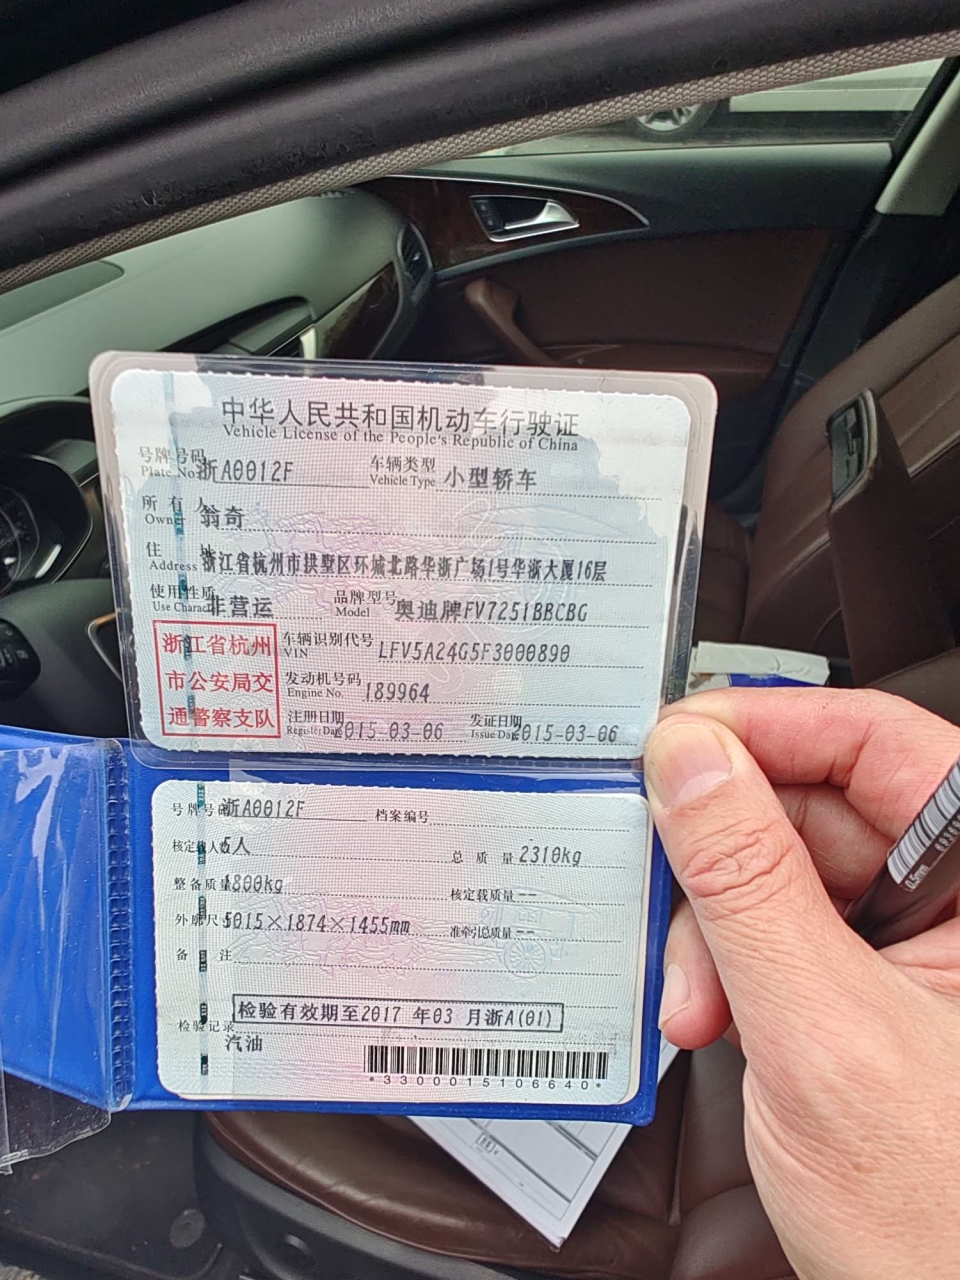 中华人民共和国机动车行驶证
Vehicle License of the People's Republic of China
号牌号码 浙A0012F 车辆类型 小型轿车
Plate No. Vehicle Type
所有人 翁奇
Owner
住址 浙江省杭州市拱墅区环城北路华浙广场1号华浙大厦16层
Address
使用性质 非营运 品牌型号 奥迪牌FV7251BBCBG
Use Character Model
浙江省杭州
市公安局交
通警察支队
车辆识别代号 LFV5A24G5F3000890
VIN
发动机号码 189964
Engine No.
注册日期 2015-03-06 发证日期 2015-03-06
Register Date Issue Date
号牌号码 浙A0012F 档案编号
核定载人数 5人 总质量 2310kg
整备质量 1800kg 核定载质量 --
外廓尺寸 5015×1874×1455mm 准牵引总质量 --
备注
检验有效期至2017 年03 月浙A(01)
检验记录
汽油
*3300015106640*
0.5mm